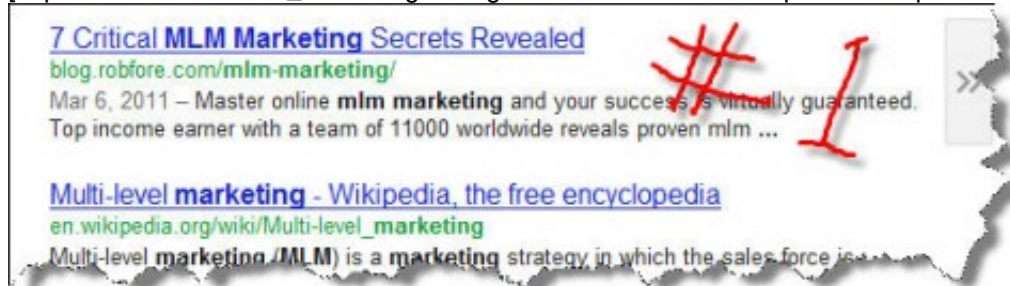 7 Critical MLM Marketing Secrets Revealed
#1
blog.robfore.com/mlm-marketing/
»
Mar 6, 2011 – Master online mlm marketing and your success is virtually guaranteed.
Top income earner with a team of 11000 worldwide reveals proven mlm ...
Multi-level marketing - Wikipedia, the free encyclopedia
en.wikipedia.org/wiki/Multi-level_marketing
Multi-level marketing (MLM) is a marketing strategy in which the sales force is